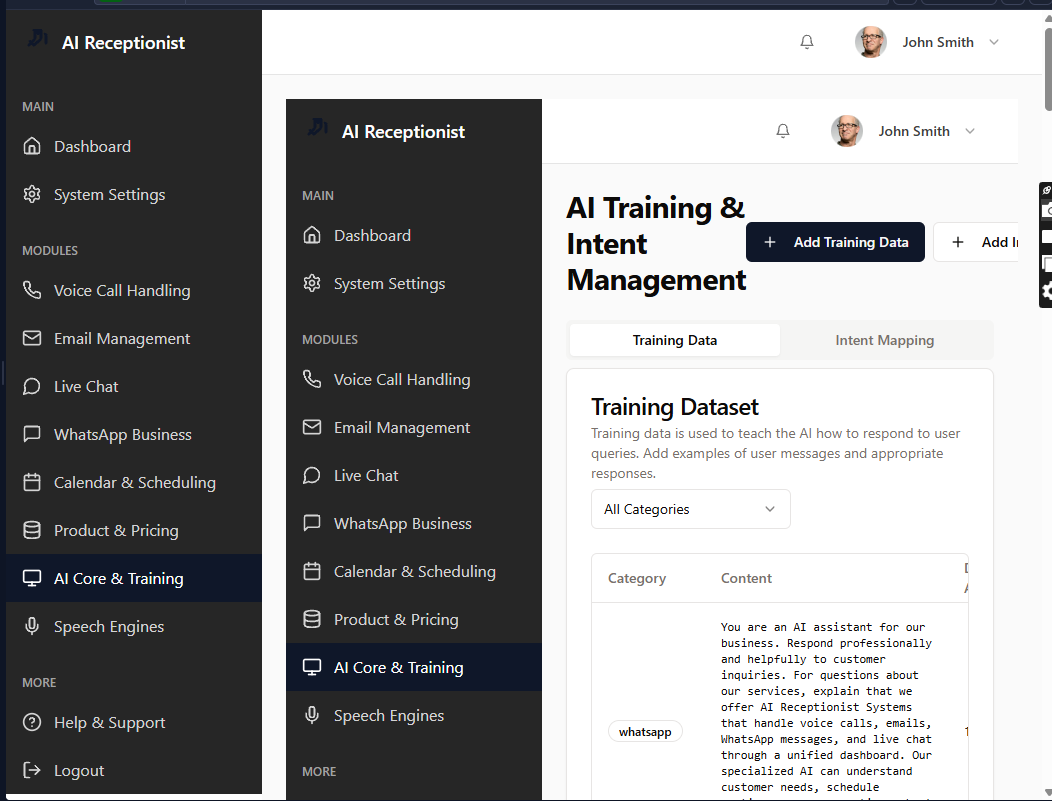 AI Receptionist
MAIN
Dashboard
System Settings
MODULES
Voice Call Handling
Email Management
Live Chat
WhatsApp Business
Calendar & Scheduling
Product & Pricing
AI Core & Training
Speech Engines
MORE
Help & Support
Logout
John Smith
AI Receptionist
MAIN
Dashboard
System Settings
MODULES
Voice Call Handling
Email Management
Live Chat
WhatsApp Business
Calendar & Scheduling
Product & Pricing
AI Core & Training
Speech Engines
MORE
John Smith
AI Training &
Intent
Management
Add Training Data
Add
Training Data
Intent Mapping
Training Dataset
Training data is used to teach the AI how to respond to user
queries. Add examples of user messages and appropriate
responses.
All Categories
Category
Content
whatsapp
You are an AI assistant for our
business. Respond professionally
and helpfully to customer
inquiries. For questions about
our services, explain that we
offer AI Receptionist Systems
that handle voice calls, emails,
WhatsApp messages, and live chat
through a unified dashboard. Our
specialized AI can understand
customer needs, schedule